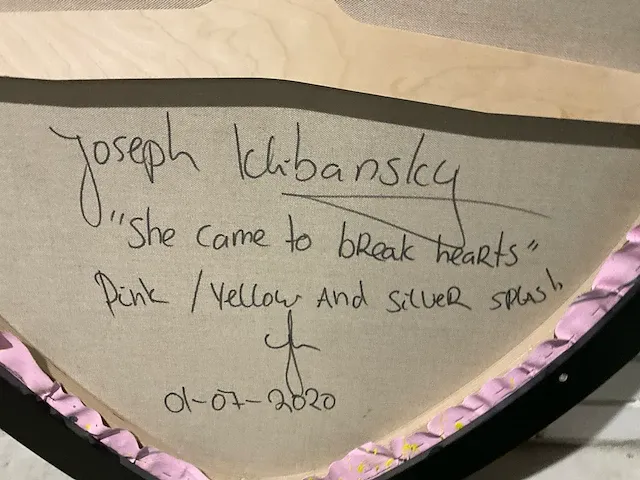 Joseph Klibansky
"She came to bReak heaRts"
Pink / Yellow And SilveR splash
01-07-2020